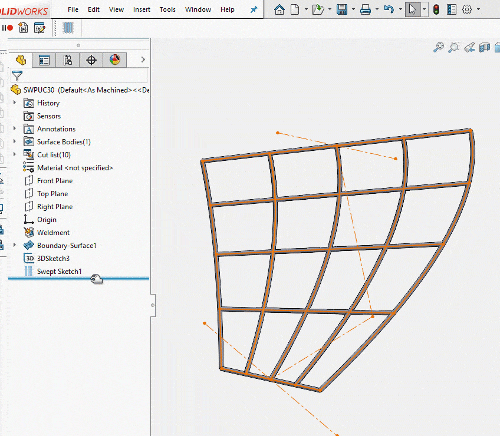 SOLIDWORKS
File Edit View Insert Tools Window Help
SWPUC30 (Default<As Machined><<De
History
Sensors
Annotations
Surface Bodies(1)
Cut list(10)
Material <not specified>
Front Plane
Top Plane
Right Plane
Origin
Weldment
Boundary-Surface1
3DSketch3
Swept Sketch1